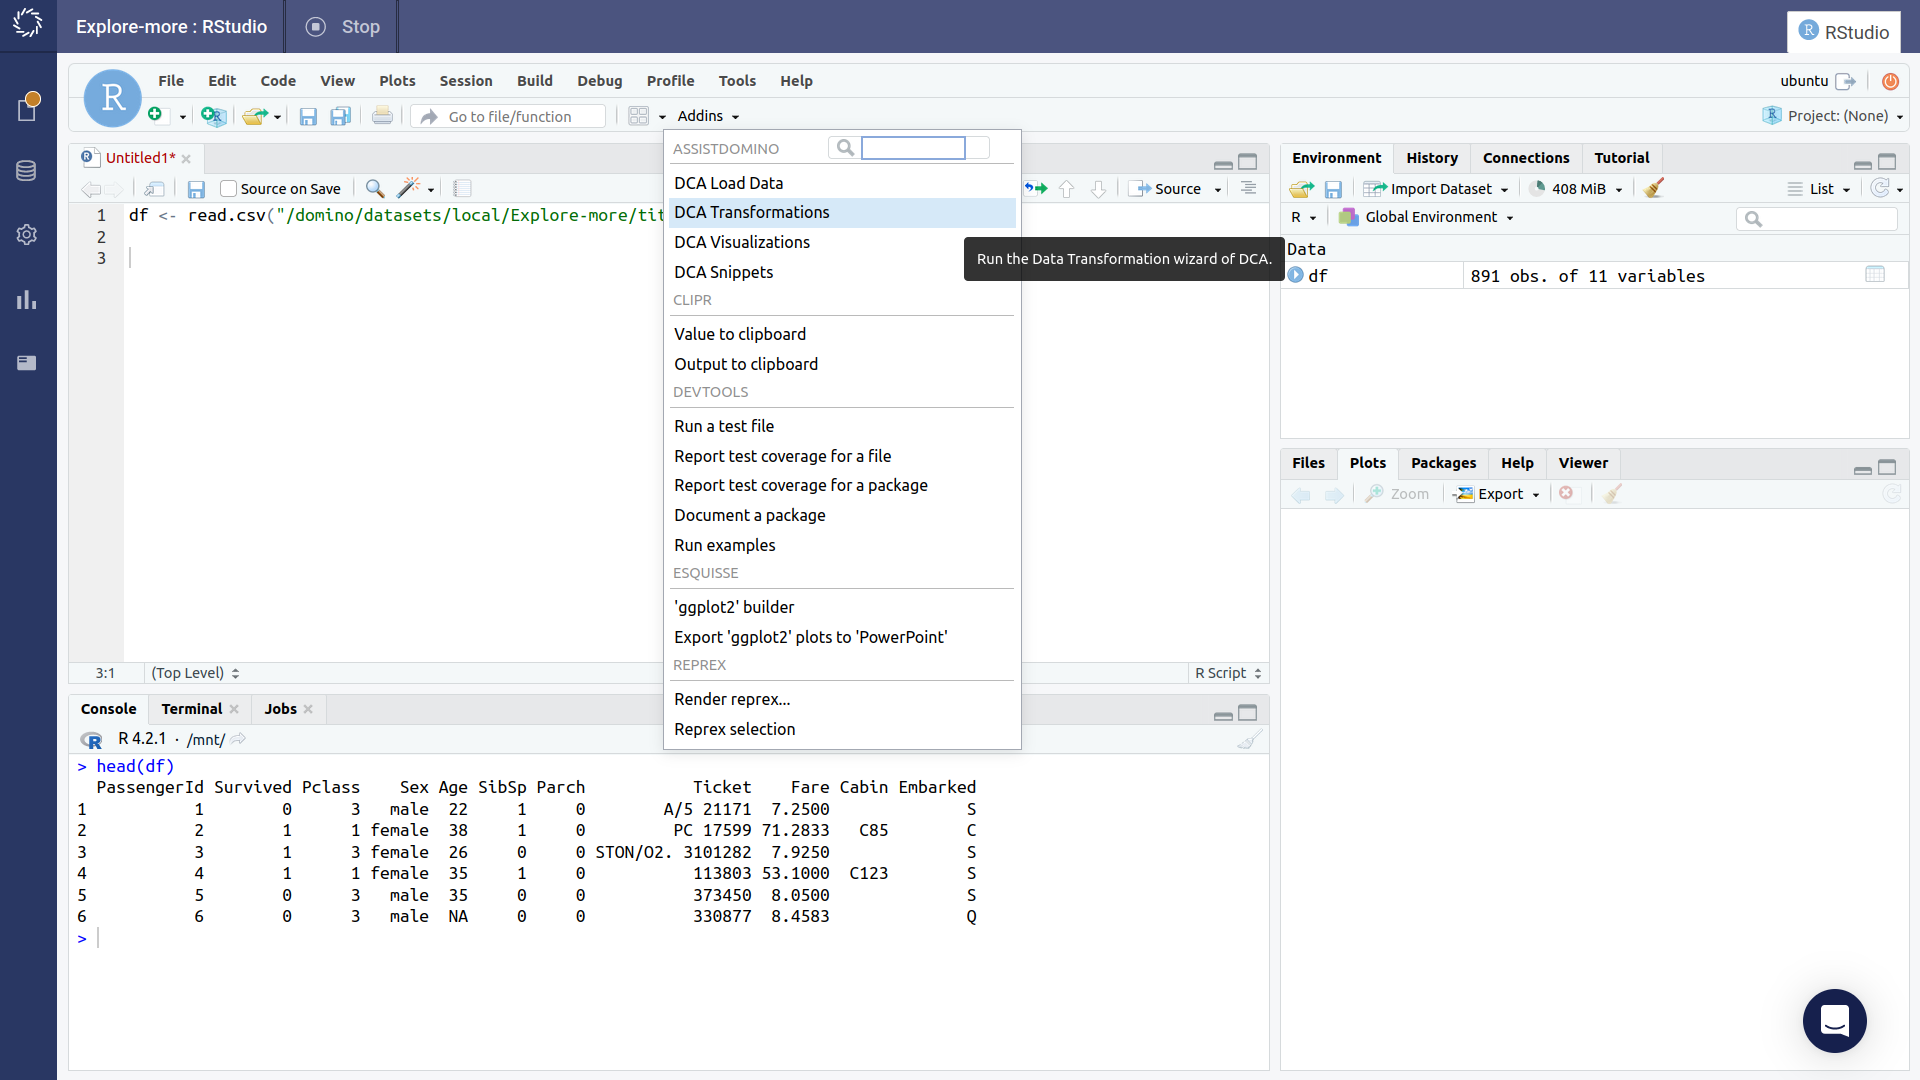 Explore-more : RStudio
Stop
RStudio
File Edit Code View Plots Session Build Debug Profile Tools Help
ubuntu
Go to file/function
Addins
Project: (None)
Untitled1*
Source on Save
Source
1 df <- read.csv("/domino/datasets/local/Explore-more/tit
2
3
3:1 (Top Level)
R Script
ASSISTDOMINO
DCA Load Data
DCA Transformations
DCA Visualizations
DCA Snippets
CLIPR
Value to clipboard
Output to clipboard
DEVTOOLS
Run a test file
Report test coverage for a file
Report test coverage for a package
Document a package
Run examples
ESQUISSE
'ggplot2' builder
Export 'ggplot2' plots to 'PowerPoint'
REPREX
Render reprex...
Reprex selection
Run the Data Transformation wizard of DCA.
Environment History Connections Tutorial
Import Dataset 408 MiB List
R Global Environment
Data
df 891 obs. of 11 variables
Files Plots Packages Help Viewer
Zoom Export
Console Terminal Jobs
R 4.2.1 · /mnt/
> head(df)
PassengerId Survived Pclass Sex Age SibSp Parch Ticket Fare Cabin Embarked
1 1 0 3 male 22 1 0 A/5 21171 7.2500 S
2 2 1 1 female 38 1 0 PC 17599 71.2833 C85 C
3 3 1 3 female 26 0 0 STON/O2. 3101282 7.9250 S
4 4 1 1 female 35 1 0 113803 53.1000 C123 S
5 5 0 3 male 35 0 0 373450 8.0500 S
6 6 0 3 male NA 0 0 330877 8.4583 Q
>